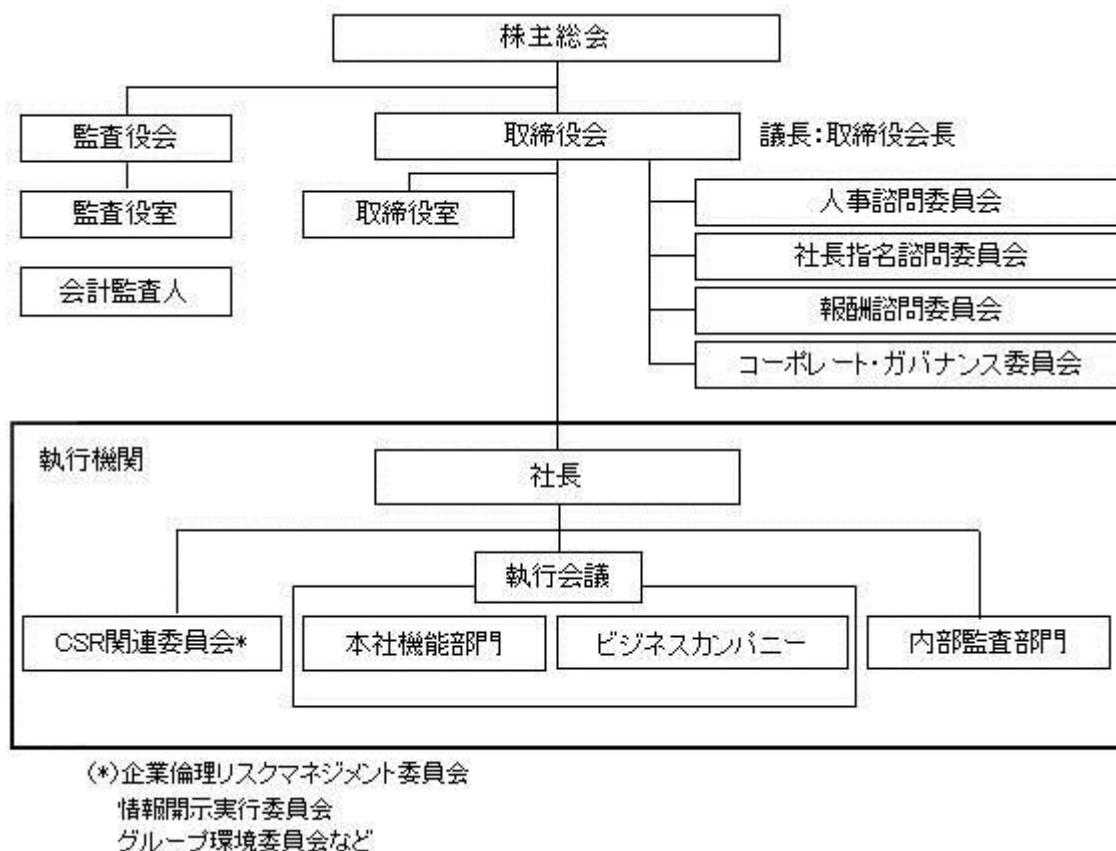 株主総会
監査役会
取締役会
議長:取締役会長
監査役室
取締役室
人事諮問委員会
社長指名諮問委員会
会計監査人
報酬諮問委員会
コーポレート・ガバナンス委員会
執行機関
社長
執行会議
CSR関連委員会*
本社機能部門
ビジネスカンパニー
内部監査部門
(*)企業倫理リスクマネジメント委員会
情報開示実行委員会
グループ環境委員会など